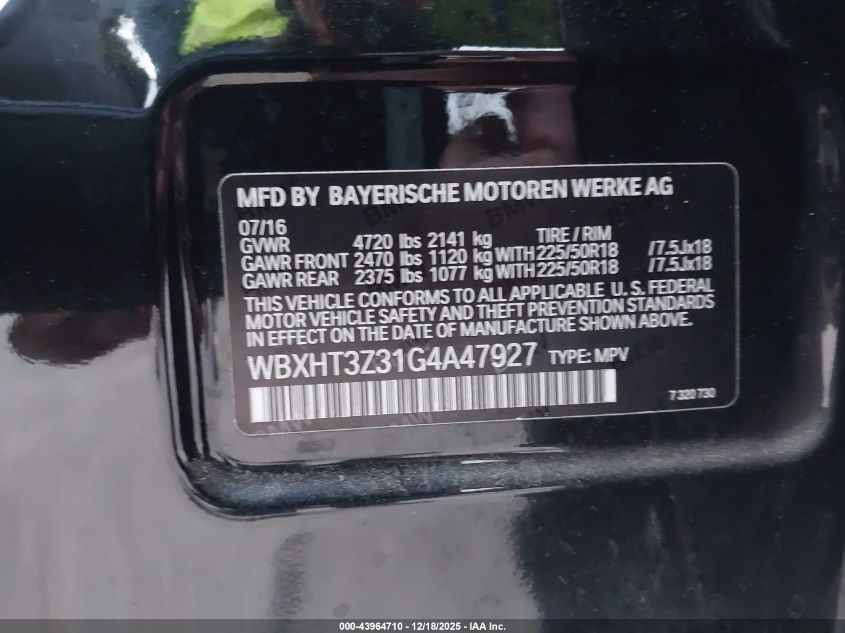 MFD BY BAYERISCHE MOTOREN WERKE AG
07/16
GVWR 4720 lbs 2141 kg TIRE / RIM
GAWR FRONT 2470 lbs 1120 kg WITH 225/50R18 /7.5Jx18
GAWR REAR 2375 lbs 1077 kg WITH 225/50R18 /7.5Jx18
THIS VEHICLE CONFORMS TO ALL APPLICABLE U.S. FEDERAL
MOTOR VEHICLE SAFETY AND THEFT PREVENTION STANDARDS
IN EFFECT ON THE DATE OF MANUFACTURE SHOWN ABOVE.
WBXHT3Z31G4A47927 TYPE: MPV
7 320 730
000-43964710 - 12/18/2025 - IAA Inc.